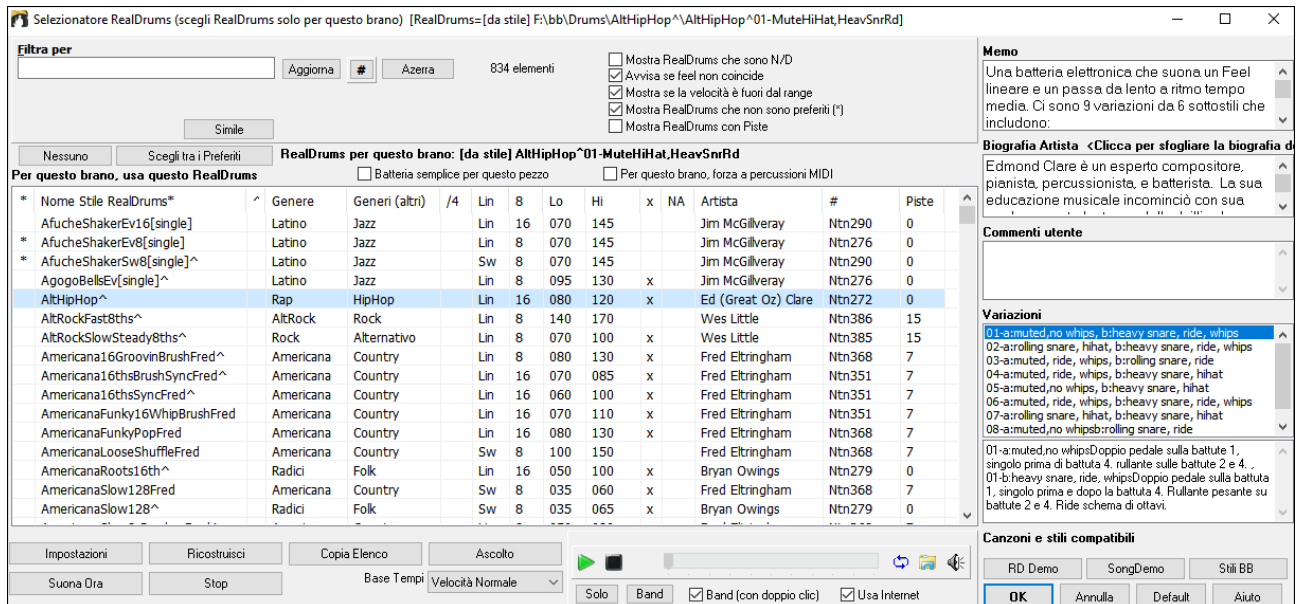 Selezionatore RealDrums (scegli RealDrums solo per questo brano) [RealDrums=[da stile] F:\bb\Drums\AltHipHop^\AltHipHop^01-MuteHiHat,HeavSnrRd]
Filtra per
Aggiorna # Azzera 834 elementi
Simile
Mostra RealDrums che sono N/D
Avvisa se feel non coincide
Mostra se la velocità è fuori dal range
Mostra RealDrums che non sono preferiti (*)
Mostra RealDrums con Piste
Nessuno Scegli tra i Preferiti RealDrums per questo brano: [da stile] AltHipHop^01-MuteHiHat,HeavSnrRd
Per questo brano, usa questo RealDrums Batteria semplice per questo pezzo Per questo brano, forza a percussioni MIDI
* Nome Stile RealDrums* ^ Genere Generi (altri) /4 Lin 8 Lo Hi x NA Artista # Ntn Piste
AfucheShakerEv16[single] Latino Jazz Lin 16 070 145 Jim McGillveray Ntn290 0
* AfucheShakerEv8[single] Latino Jazz Lin 8 070 145 Jim McGillveray Ntn276 0
* AfucheShakerSw8[single]^ Latino Jazz Sw 8 070 145 Jim McGillveray Ntn290 0
AgogoBellsEv[single]^ Latino Jazz Lin 8 095 130 x Jim McGillveray Ntn276 0
AltHipHop^ Rap HipHop Lin 16 080 120 x Ed (Great Oz) Clare Ntn272 0
AltRockFast8ths^ AltRock Rock Lin 8 140 170 Wes Little Ntn386 15
AltRockSlowSteady8ths^ Rock Alternativo Lin 8 070 100 x Wes Little Ntn385 15
Americana16GroovinBrushFred^ Americana Country Lin 8 080 130 x Fred Eltringham Ntn368 7
Americana16thsBrushSyncFred^ Americana Country Lin 16 070 085 x Fred Eltringham Ntn351 7
Americana16thsSyncFred^ Americana Country Lin 16 060 100 x Fred Eltringham Ntn351 7
AmericanaFunky16WhipBrushFred Americana Country Lin 16 070 110 x Fred Eltringham Ntn351 7
AmericanaFunkyPopFred Americana Country Lin 16 080 130 x Fred Eltringham Ntn368 7
AmericanaLooseShuffleFred Americana Country Sw 8 100 150 Fred Eltringham Ntn368 7
AmericanaRoots16th^ Radici Folk Lin 16 050 100 x Bryan Owings Ntn279 0
AmericanaSlow128Fred Americana Country Sw 8 035 060 x Fred Eltringham Ntn368 7
AmericanaSlow128^ Radici Folk Sw 8 035 065 x Bryan Owings Ntn279 0
Impostazioni Ricostruisci Copia Elenco Ascolto
Suona Ora Stop Base Tempi Velocità Normale
Solo Band Band (con doppio clic) Usa Internet
Memo
Una batteria elettronica che suona un Feel
lineare e un passa da lento a ritmo tempo
media. Ci sono 9 variazioni da 6 sottostili che
includono:
Biografia Artista <Clicca per sfogliare la biografia d
Edmond Clare è un esperto compositore,
pianista, percussionista, e batterista. La sua
educazione musicale incominciò con sua
Commenti utente
Variazioni
01-a:muted,no whips, b:heavy snare, ride, whips
02-a:rolling snare, hihat, b:heavy snare, ride, whips
03-a:muted, ride, whips, b:rolling snare, ride
04-a:muted, ride, whips, b:heavy snare, hihat
05-a:muted,no whips, b:heavy snare, hihat
06-a:muted, ride, whips, b:heavy snare, ride, whips
07-a:rolling snare, hihat, b:heavy snare, hihat
08-a:muted,no whipsb:rolling snare, ride
01-a:muted,no whipsDoppio pedale sulla battute 1,
singolo prima di battuta 4. rullante sulle battute 2 e 4. ,
01-b:heavy snare, ride, whipsDoppio pedale sulla battuta
1, singolo prima e dopo la battuta 4. Rullante pesante su
battute 2 e 4. Ride schema di ottavi.
Canzoni e stili compatibili
RD Demo SongDemo Stili BB
OK Annulla Default Aiuto